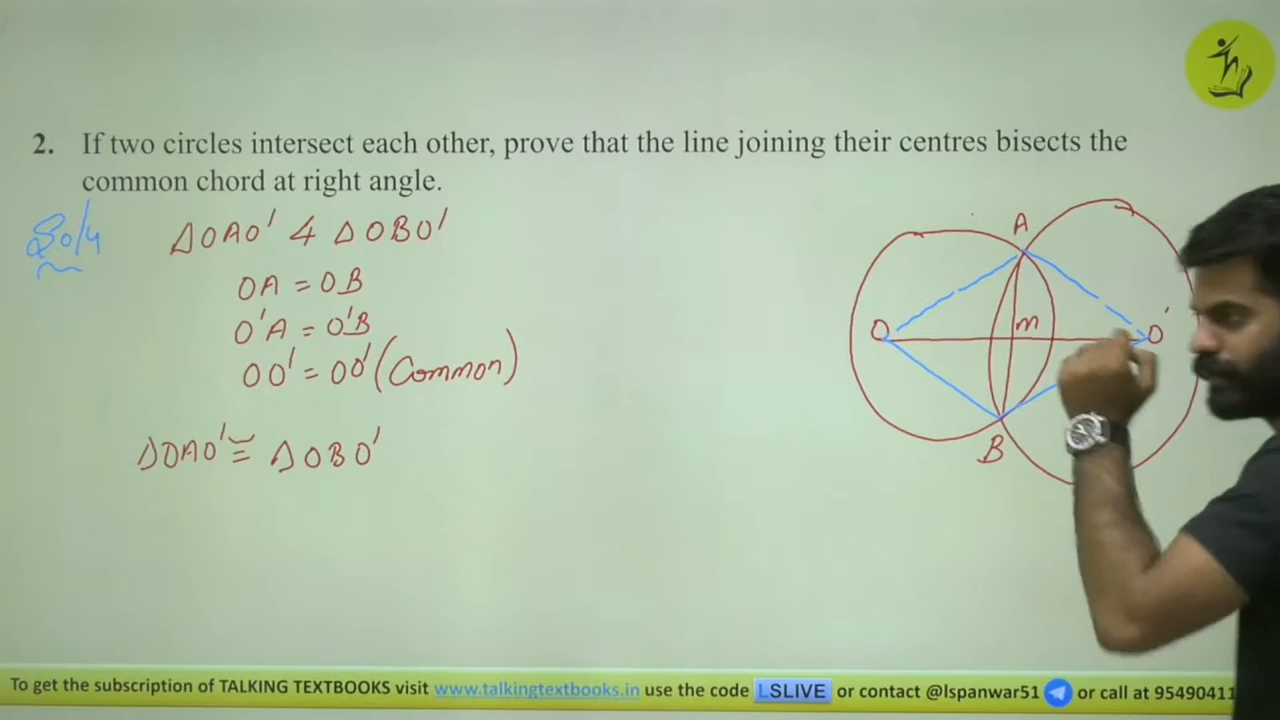 2. If two circles intersect each other, prove that the line joining their centres bisects the
common chord at right angle.
Soln
ΔOAO' & ΔOBO'
OA = OB
O'A = O'B
OO' = OO' (Common)
ΔOAO' ≅ ΔOBO'
A
O
m
O'
B
To get the subscription of TALKING TEXTBOOKS visit www.talkingtextbooks.in use the code LSLIVE or contact @lspanwar51 or call at 95490411